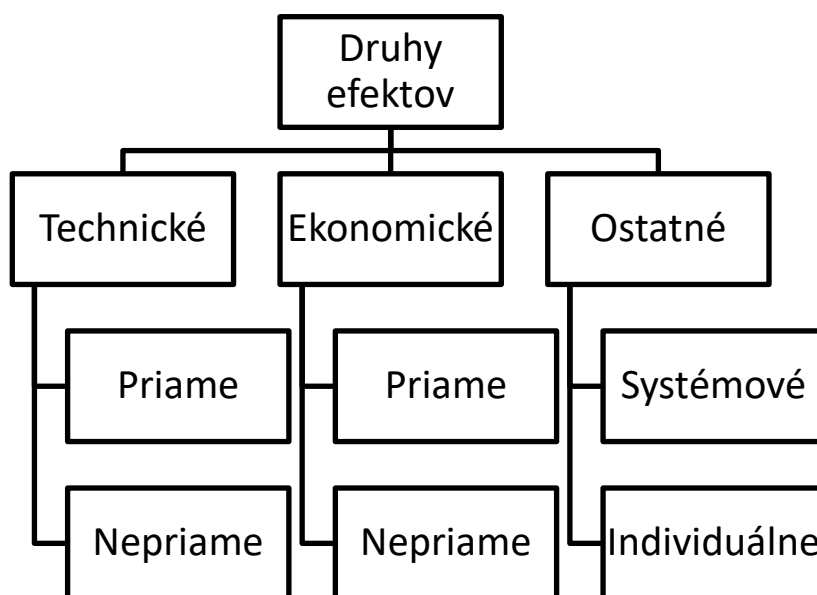 Druhy
efektov
Technické
Ekonomické
Ostatné
Priame
Priame
Systémové
Nepriame
Nepriame
Individuálne